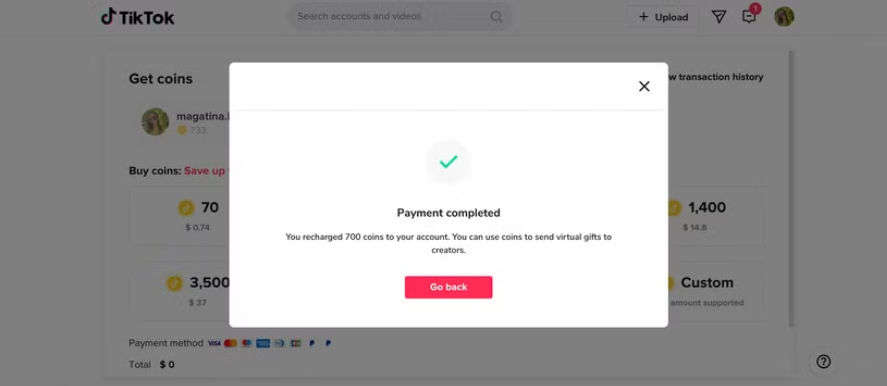 TikTok
Search accounts and videos
+ Upload
1
Get coins
w transaction history
magatina.
733
Buy coins: Save up
70
$ 0.74
1,400
$ 14.8
3,500
$ 37
Custom
amount supported
Payment completed
You recharged 700 coins to your account. You can use coins to send virtual gifts to
creators.
Go back
Payment method VISA
Total $ 0